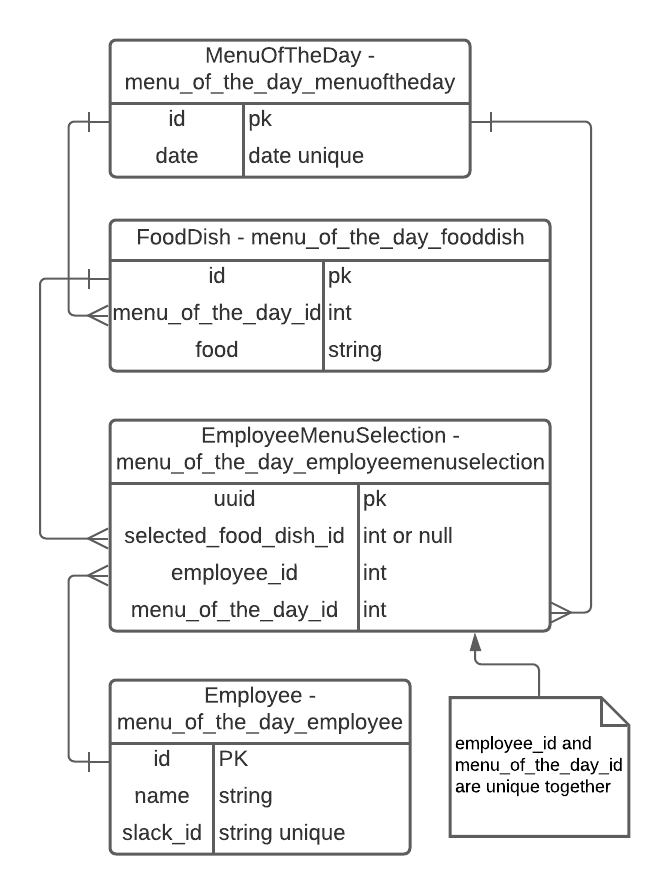 MenuOfTheDay -
menu_of_the_day_menuoftheday
id pk
date date unique
FoodDish - menu_of_the_day_fooddish
id pk
menu_of_the_day_id int
food string
EmployeeMenuSelection -
menu_of_the_day_employeemenuselection
uuid pk
selected_food_dish_id int or null
employee_id int
menu_of_the_day_id int
Employee -
menu_of_the_day_employee
id PK
name string
slack_id string unique
employee_id and
menu_of_the_day_id
are unique together